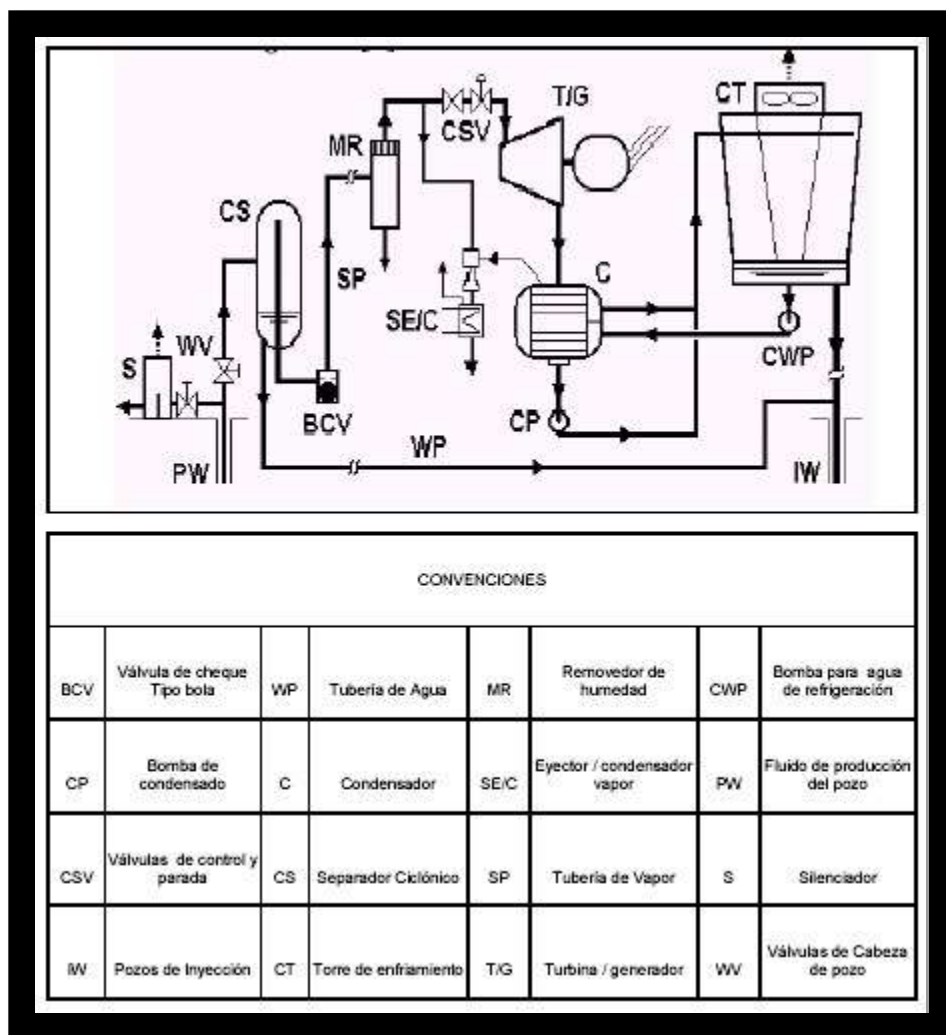 CT
T/G
CSV
MR
CS
C
SP
SE/C
WV
S
CWP
BCV
CP
WP
PW
IW
CONVENCIONES
BCV
Válvula de cheque
Tipo bola
WP
Tubería de Agua
MR
Removedor de
humedad
CWP
Bomba para agua
de refrigeración
CP
Bomba de
condensado
C
Condensador
SE/C
Eyector / condensador
vapor
PW
Fluido de producción
del pozo
CSV
Válvulas de control y
parada
CS
Separador Ciclónico
SP
Tubería de Vapor
S
Silenciador
IW
Pozos de Inyección
CT
Torre de enfriamiento
T/G
Turbina / generador
WV
Válvulas de Cabeza
de pozo